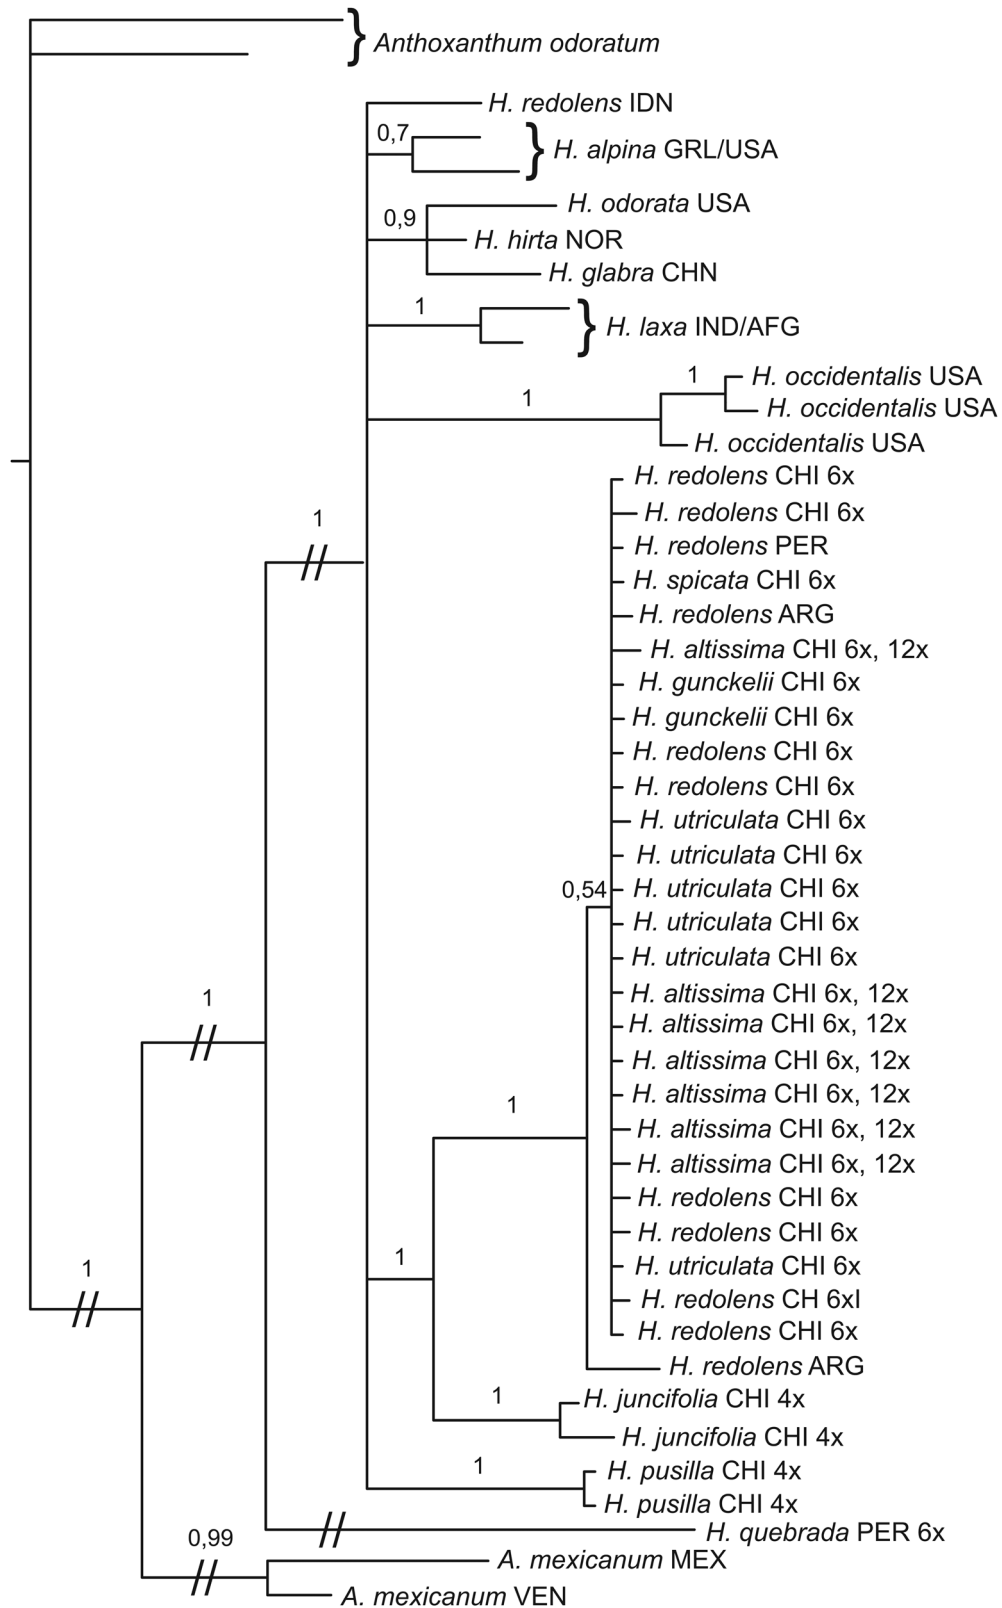 Anthoxanthum odoratum
H. redolens IDN
0,7
H. alpina GRL/USA
H. odorata USA
0,9
H. hirta NOR
H. glabra CHN
1
H. laxa IND/AFG
1
H. occidentalis USA
1
H. occidentalis USA
H. occidentalis USA
H. redolens CHI 6x
1
H. redolens CHI 6x
H. redolens PER
H. spicata CHI 6x
H. redolens ARG
H. altissima CHI 6x, 12x
H. gunckelii CHI 6x
H. gunckelii CHI 6x
H. redolens CHI 6x
H. redolens CHI 6x
H. utriculata CHI 6x
H. utriculata CHI 6x
0,54
H. utriculata CHI 6x
H. utriculata CHI 6x
H. utriculata CHI 6x
1
H. altissima CHI 6x, 12x
H. altissima CHI 6x, 12x
H. altissima CHI 6x, 12x
H. altissima CHI 6x, 12x
1
H. altissima CHI 6x, 12x
H. altissima CHI 6x, 12x
H. redolens CHI 6x
H. redolens CHI 6x
1
1
H. utriculata CHI 6x
H. redolens CH 6xI
H. redolens CHI 6x
H. redolens ARG
1
H. juncifolia CHI 4x
H. juncifolia CHI 4x
1
H. pusilla CHI 4x
H. pusilla CHI 4x
H. quebrada PER 6x
0,99
A. mexicanum MEX
A. mexicanum VEN